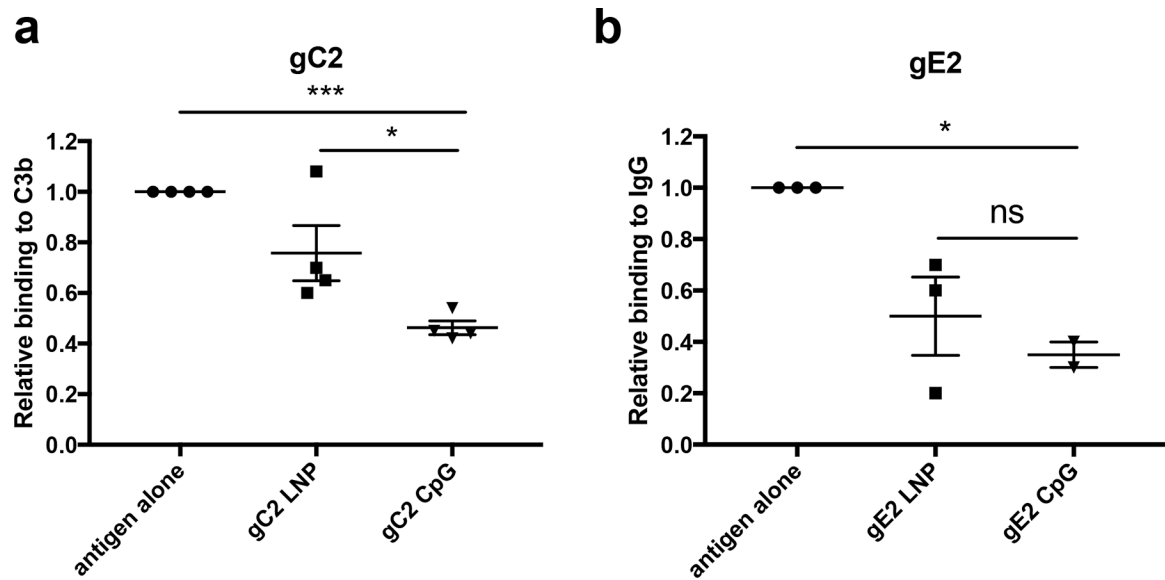 a
gC2
***
*
Relative binding to C3b
1.2
1.0
0.8
0.6
0.4
0.2
0.0
antigen alone
gC2 LNP
gC2 CpG
b
gE2
*
ns
Relative binding to IgG
1.2
1.0
0.8
0.6
0.4
0.2
0.0
antigen alone
gE2 LNP
gE2 CpG